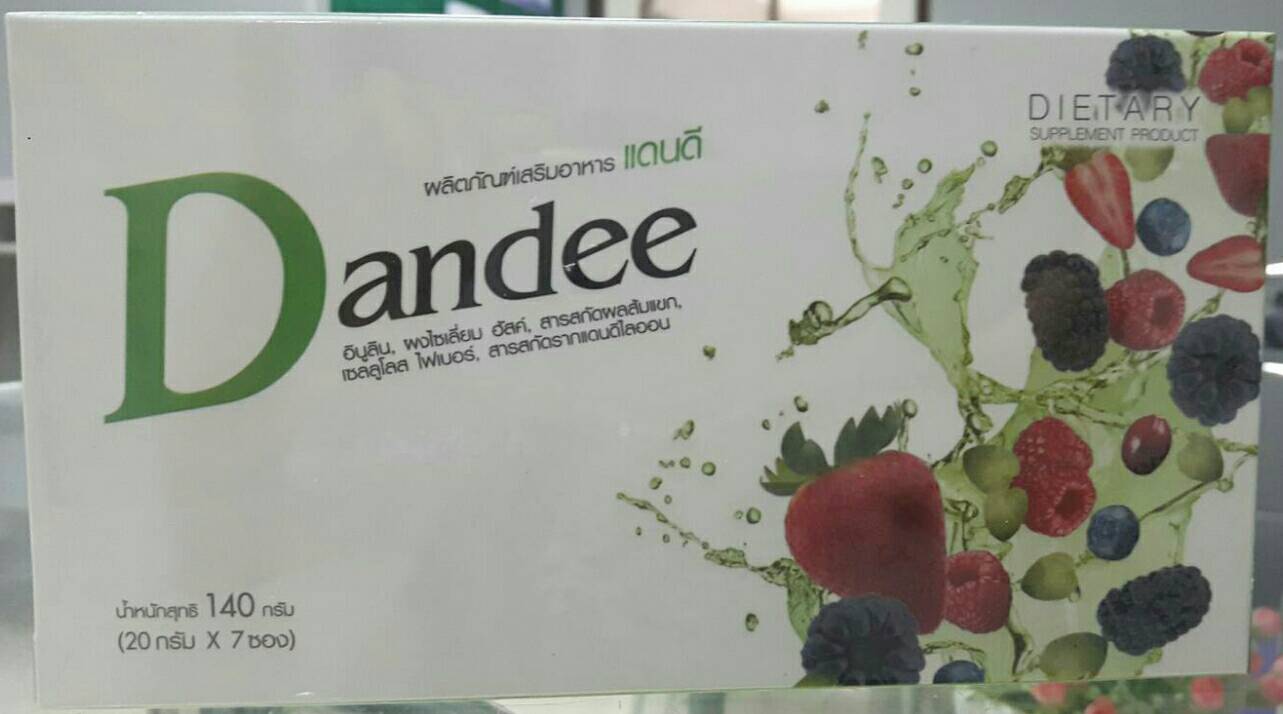 DIETARY
SUPPLEMENT PRODUCT
ผลิตภัณฑ์เสริมอาหาร แดนดี
Dandee
อินูลิน, ผงไซเลี่ยม ฮัสค์, สารสกัดผลส้มแขก,
เซลลูโลส ไฟเบอร์, สารสกัดรากแดนดิไลออน
น้ำหนักสุทธิ 140 กรัม
(20 กรัม X 7 ซอง)